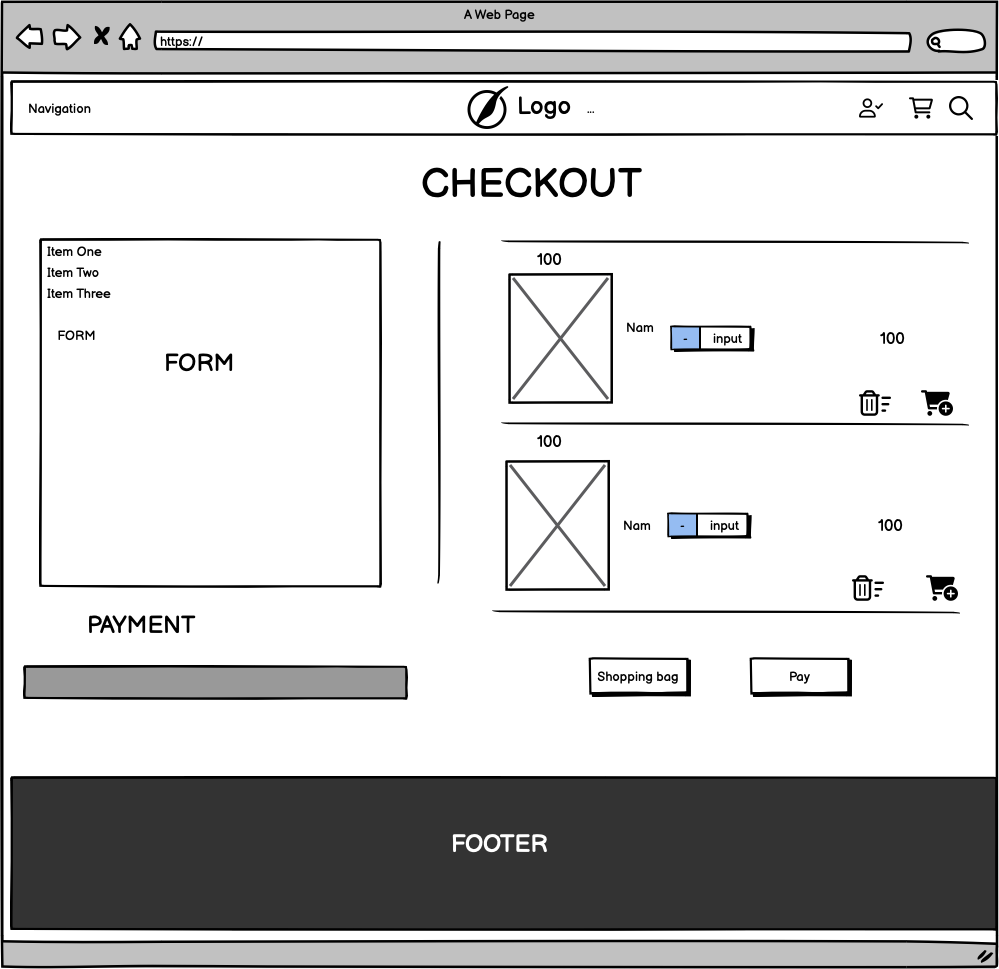 A Web Page
https://
Navigation
Logo
...
CHECKOUT
Item One
Item Two
Item Three
FORM
FORM
100
Nam
- input
100
100
Nam
- input
100
PAYMENT
Shopping bag
Pay
FOOTER